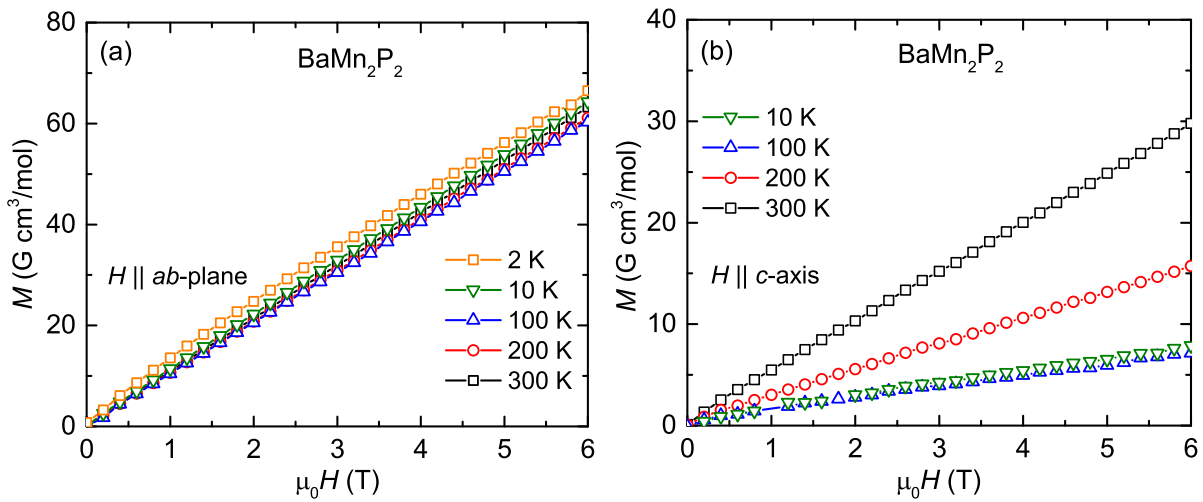 (a)
BaMn₂P₂
M (G cm³/mol)
80
60
40
20
0
H || ab-plane
2 K
10 K
100 K
200 K
300 K
0 1 2 3 4 5 6
μ₀H (T)
(b)
BaMn₂P₂
M (G cm³/mol)
40
30
20
10
0
10 K
100 K
200 K
300 K
H || c-axis
0 1 2 3 4 5 6
μ₀H (T)